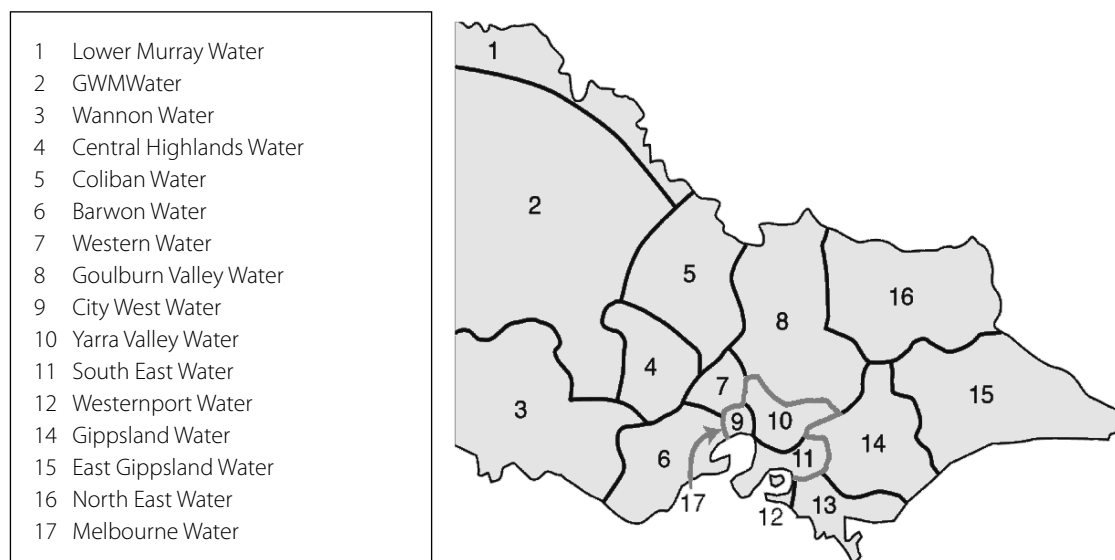 1 Lower Murray Water
2 GWMWater
3 Wannon Water
4 Central Highlands Water
5 Coliban Water
6 Barwon Water
7 Western Water
8 Goulburn Valley Water
9 City West Water
10 Yarra Valley Water
11 South East Water
12 Westernport Water
14 Gippsland Water
15 East Gippsland Water
16 North East Water
17 Melbourne Water
1
2
5
16
8
4
7
15
3
9
10
14
6
11
17
12
13